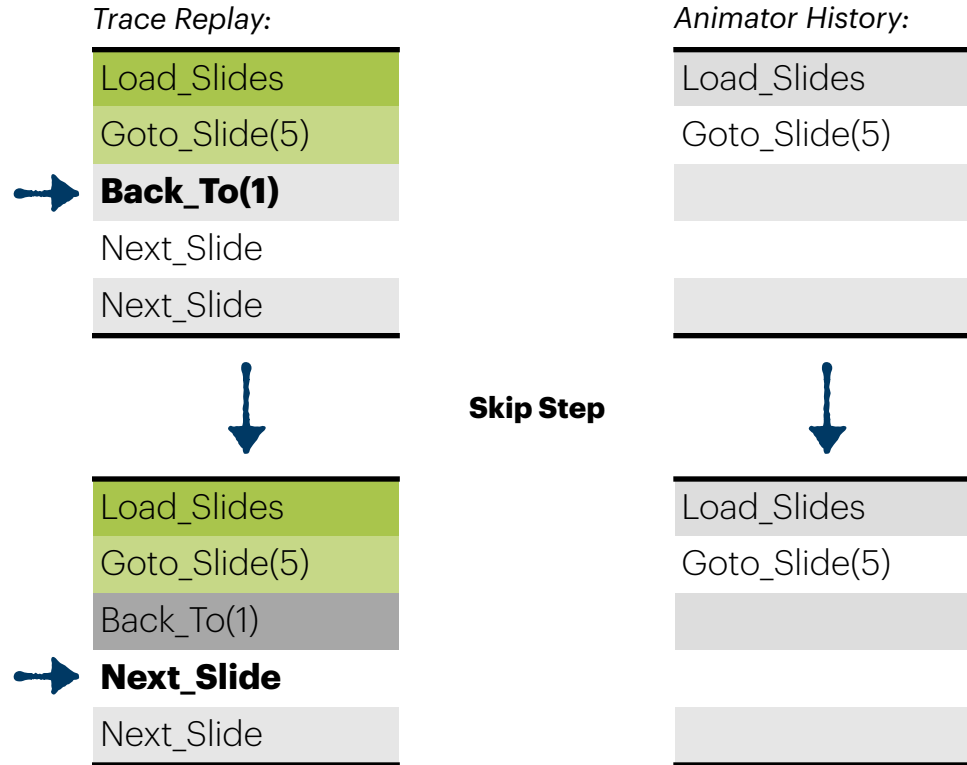 Trace Replay:
Load_Slides
Goto_Slide(5)
Back_To(1)
Next_Slide
Next_Slide
Animator History:
Load_Slides
Goto_Slide(5)
Skip Step
Load_Slides
Goto_Slide(5)
Back_To(1)
Next_Slide
Next_Slide
Load_Slides
Goto_Slide(5)